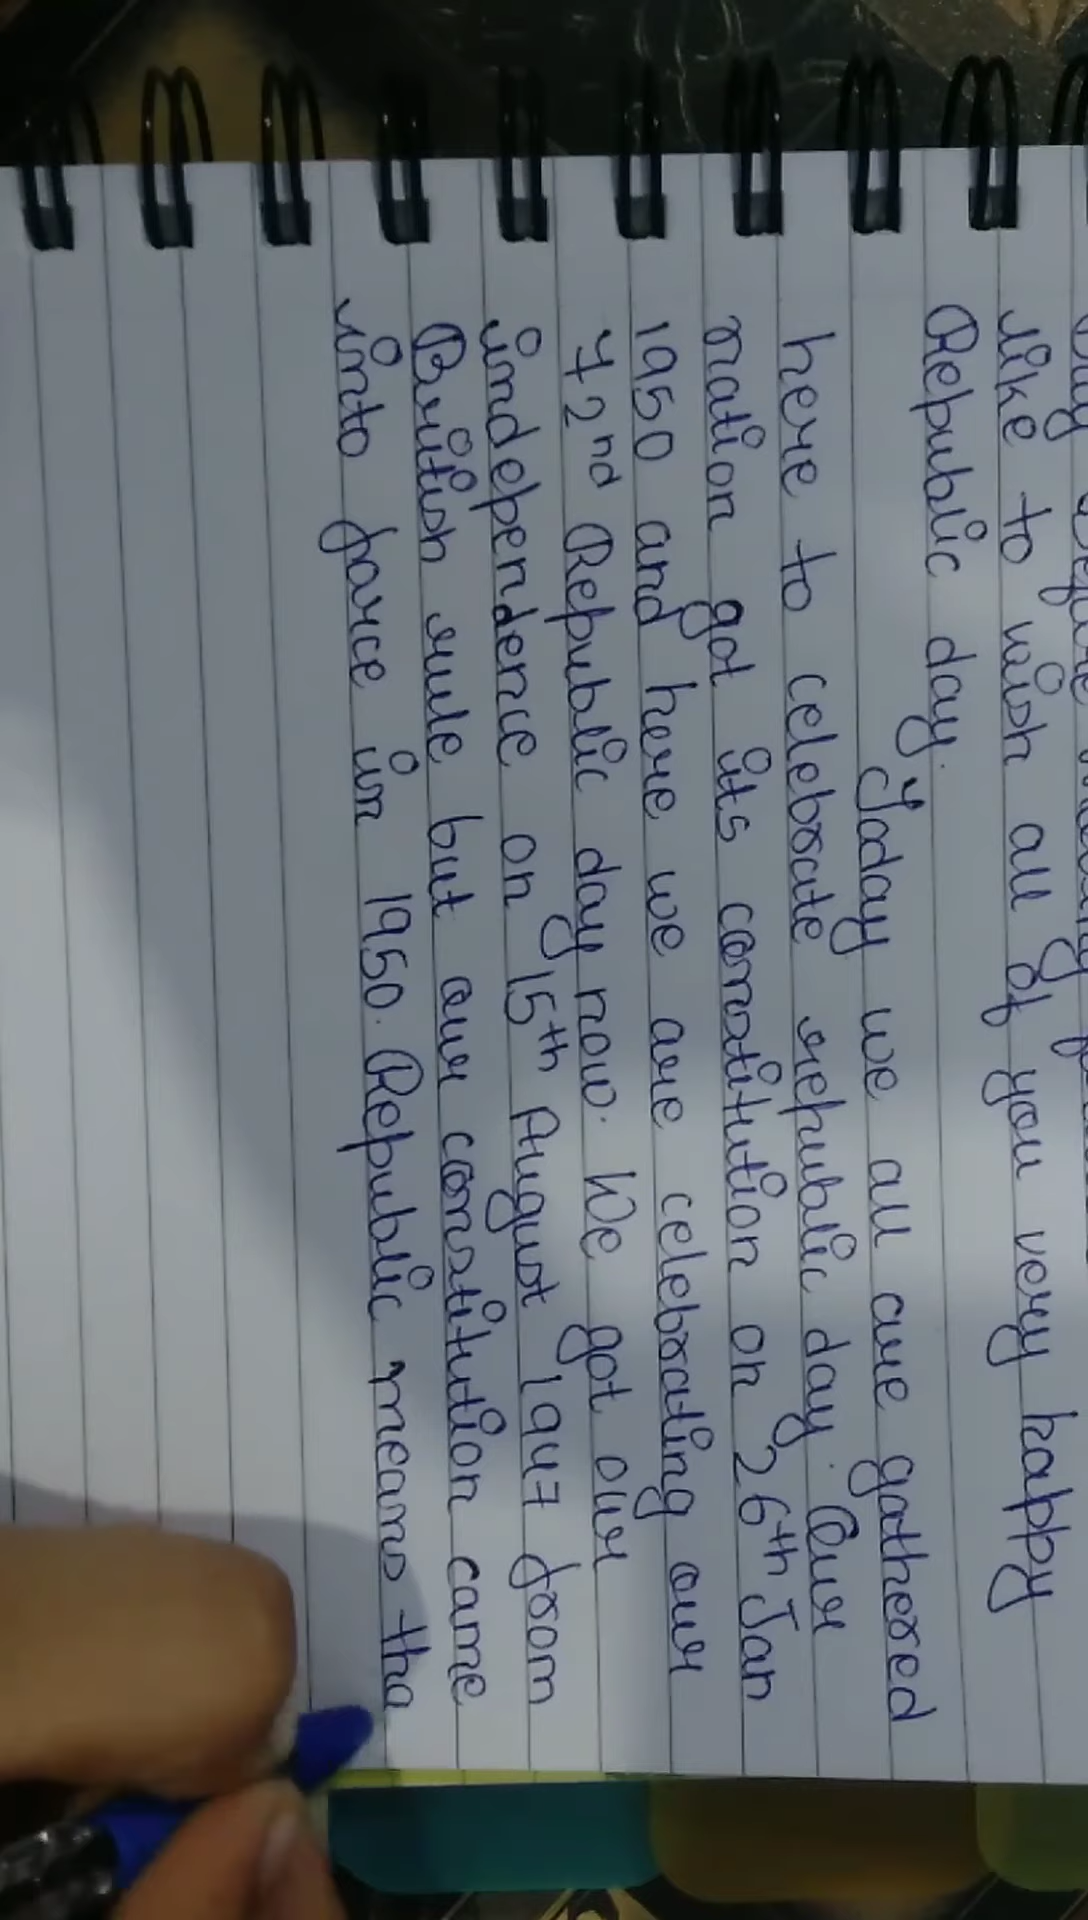 like to wish all of you very happy
Republic day.
Today we all are gathered
here to celebrate republic day. Our
nation got its constitution on 26th Jan
1950 and here we are celebrating our
72nd Republic day now. We got our
independence on 15th August 1947 from
British rule but our constitution came
into force in 1950. Republic means tha